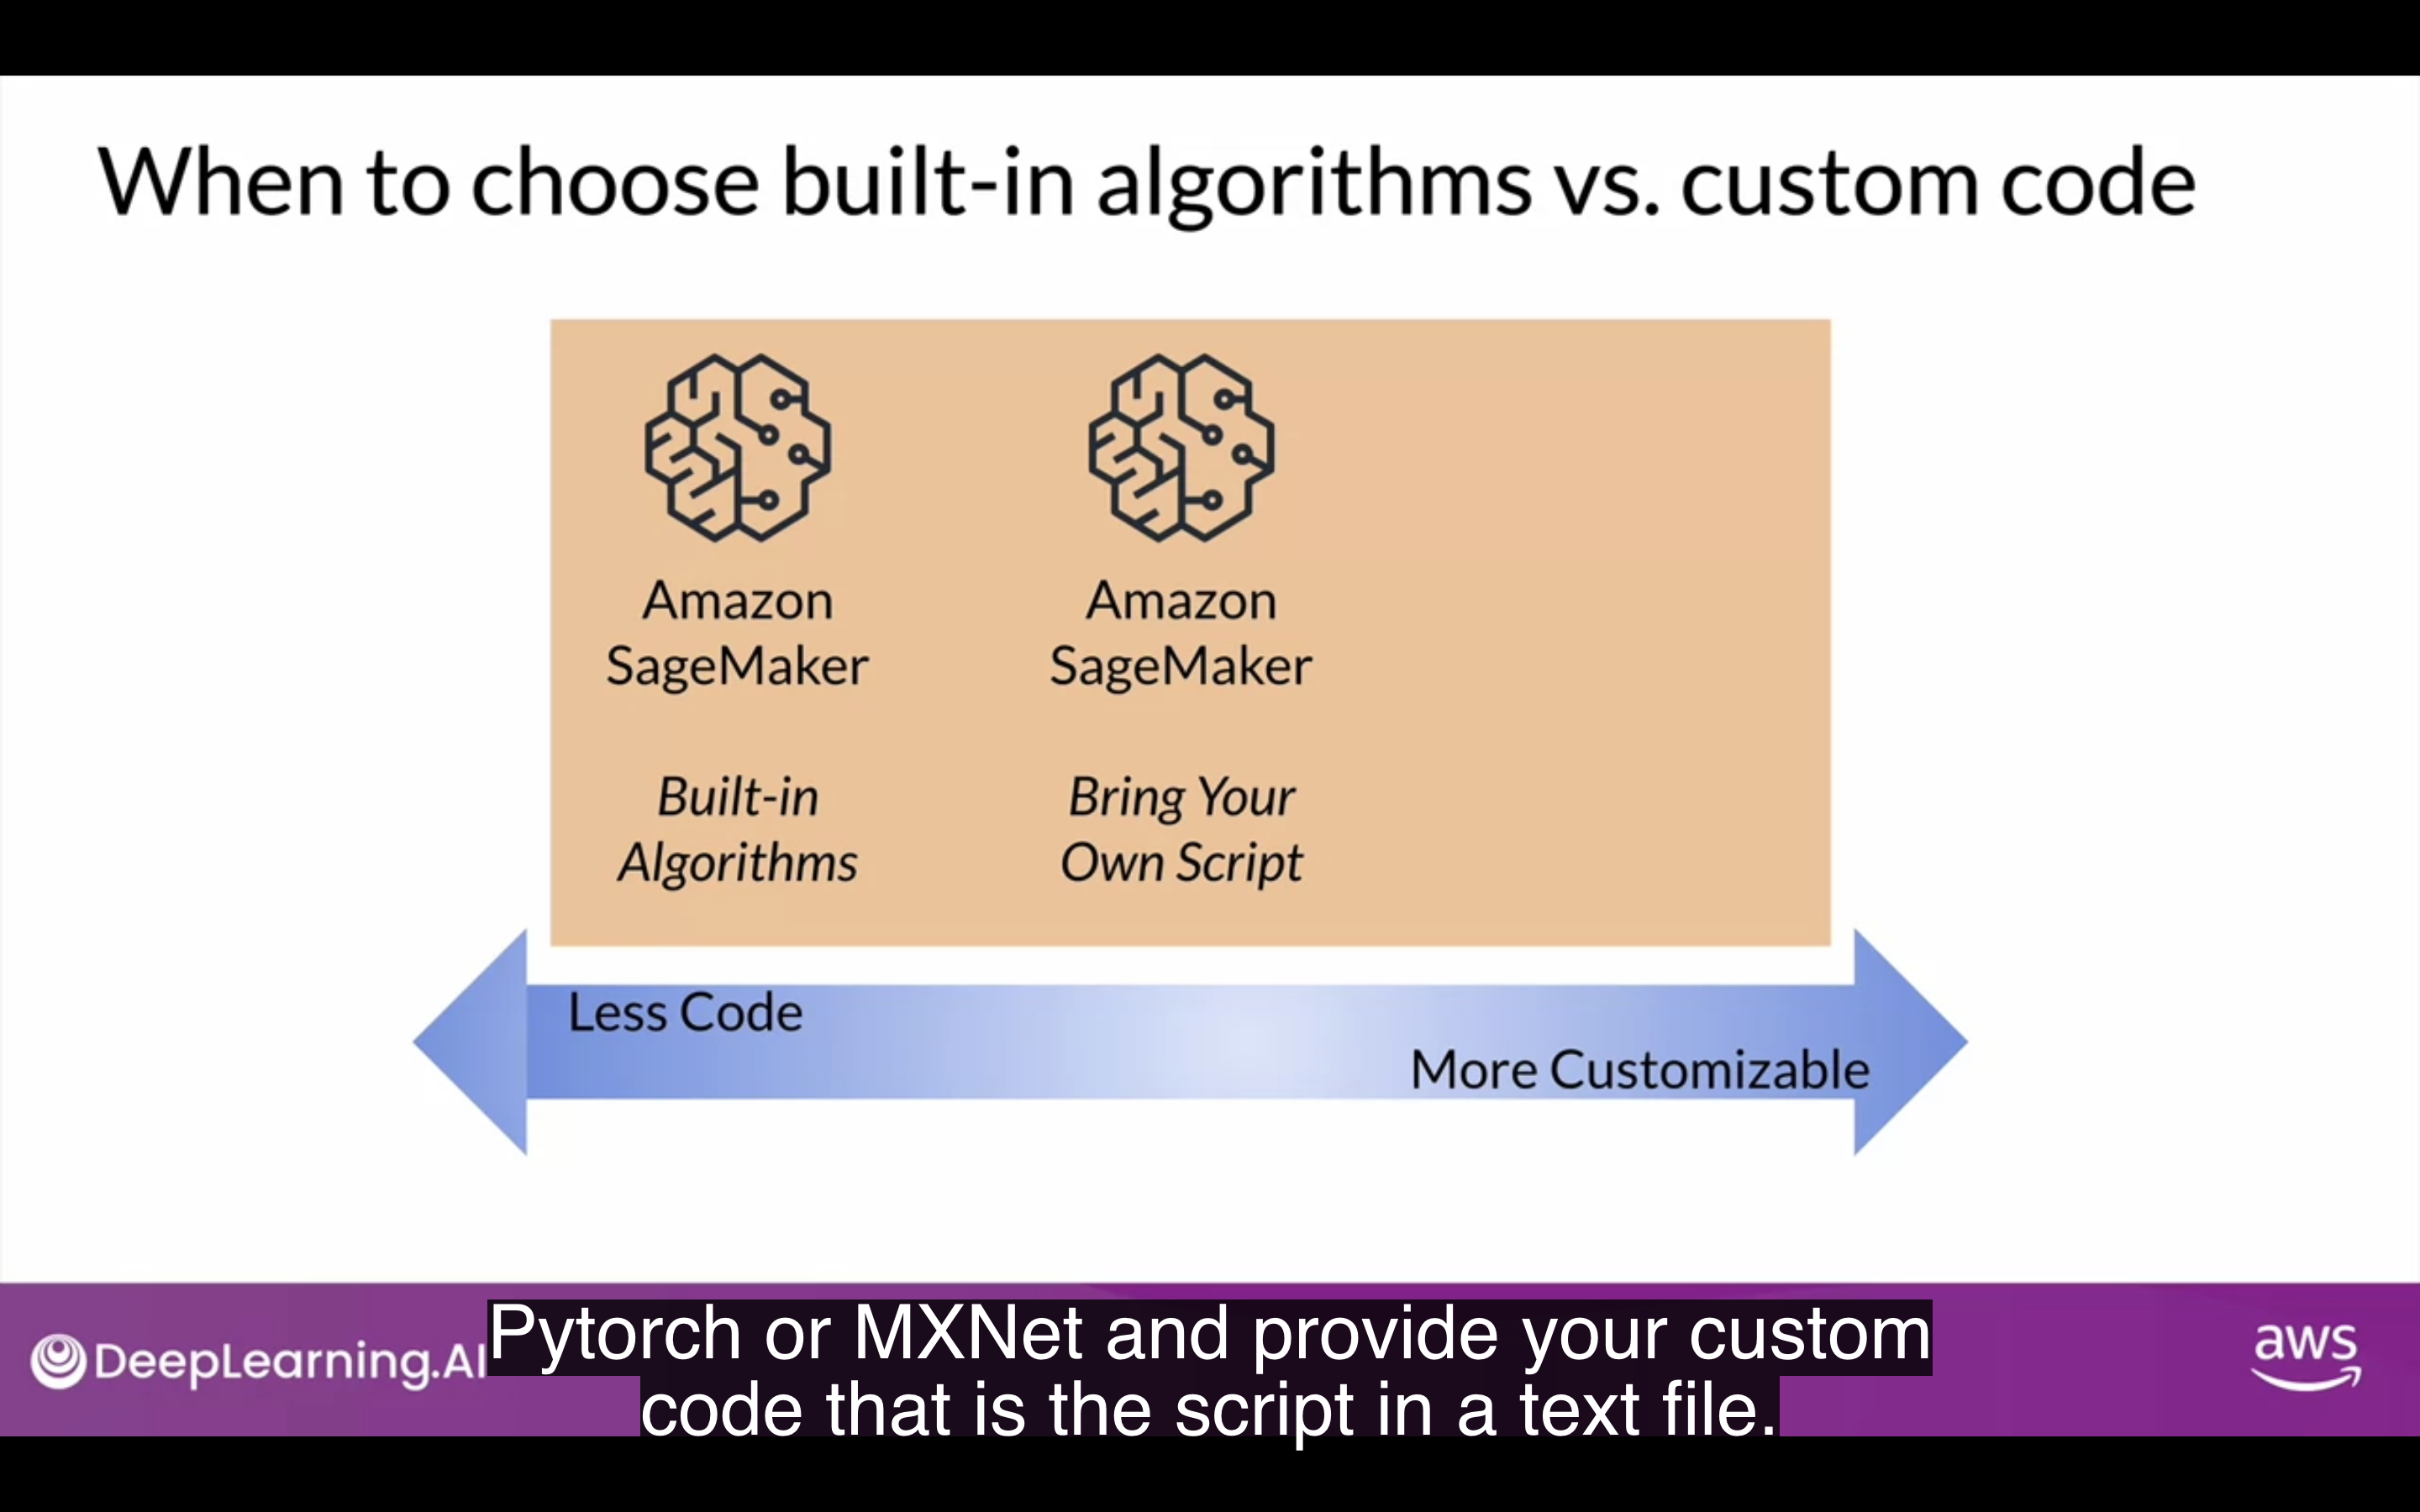 When to choose built-in algorithms vs. custom code
Amazon
SageMaker
Built-in
Algorithms
Amazon
SageMaker
Bring Your
Own Script
Less Code
More Customizable
DeepLearning.AI
Pytorch or MXNet and provide your custom
code that is the script in a text file.
aws